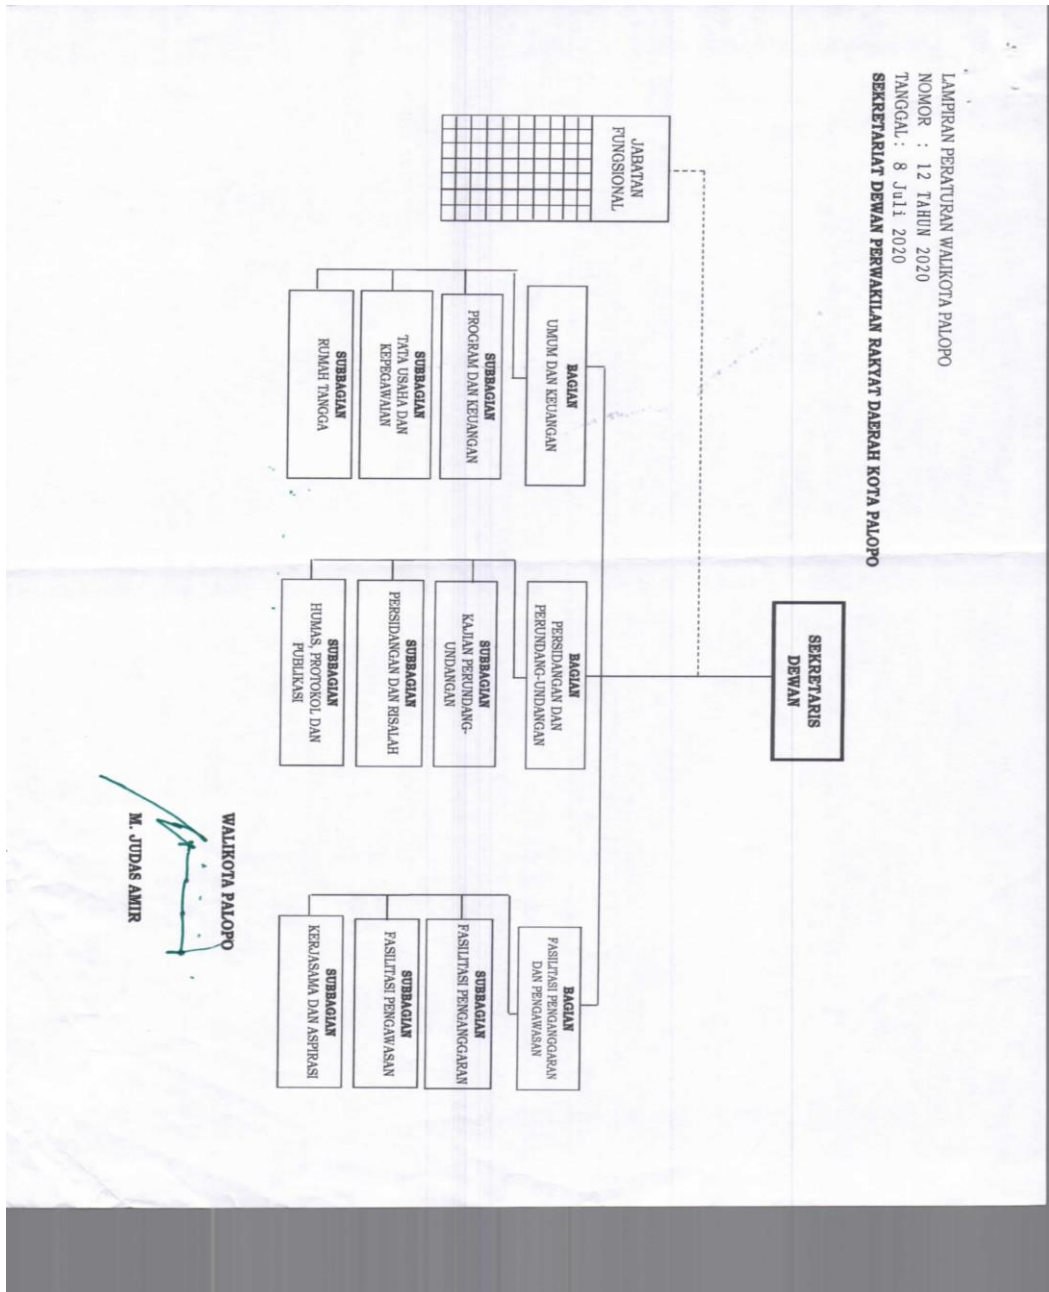 LAMPIRAN PERATURAN WALIKOTA PALOPO
NOMOR : 12 TAHUN 2020
TANGGAL : 8 Juli 2020
SEKRETARIAT DEWAN PERWAKILAN RAKYAT DAERAH KOTA PALOPO
SEKRETARIS
DEWAN
JABATAN
FUNGSIONAL
BAGIAN
UMUM DAN KEUANGAN
SUBBAGIAN
PROGRAM DAN KEUANGAN
SUBBAGIAN
TATA USAHA DAN
KEPEGAWAIAN
SUBBAGIAN
RUMAH TANGGA
BAGIAN
PERSIDANGAN DAN
PERUNDANG-UNDANGAN
SUBBAGIAN
KAJIAN PERUNDANG-
UNDANGAN
SUBBAGIAN
PERSIDANGAN DAN RISALAH
SUBBAGIAN
HUMAS, PROTOKOL DAN
PUBLIKASI
BAGIAN
FASILITASI PENGANGGARAN
DAN PENGAWASAN
SUBBAGIAN
FASILITASI PENGANGGARAN
SUBBAGIAN
FASILITASI PENGAWASAN
SUBBAGIAN
KERJASAMA DAN ASPIRASI
WALIKOTA PALOPO
M. JUDAS AMIR